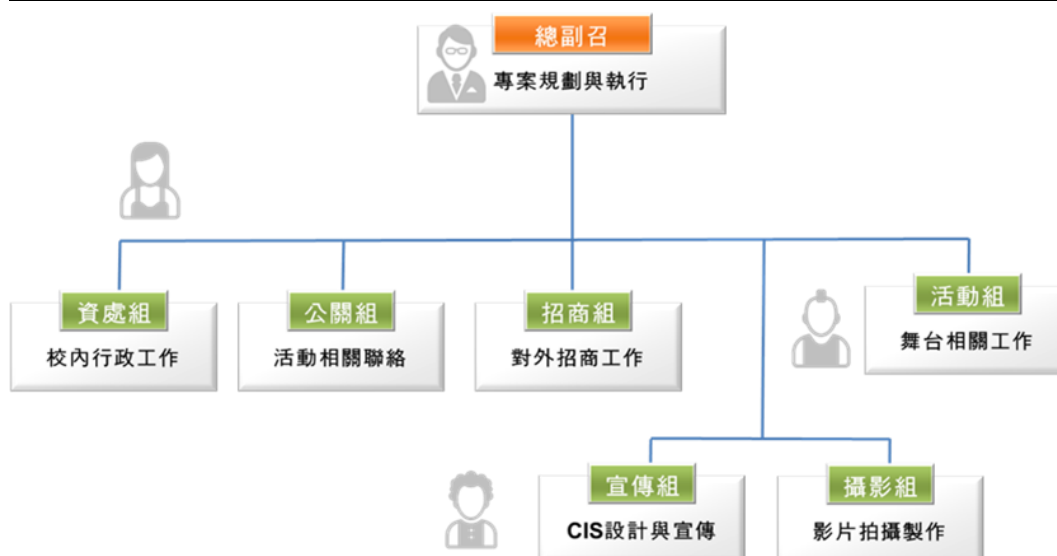 總副召
專案規劃與執行
資處組
校內行政工作
公關組
活動相關聯絡
招商組
對外招商工作
活動組
舞台相關工作
宣傳組
CIS設計與宣傳
攝影組
影片拍攝製作